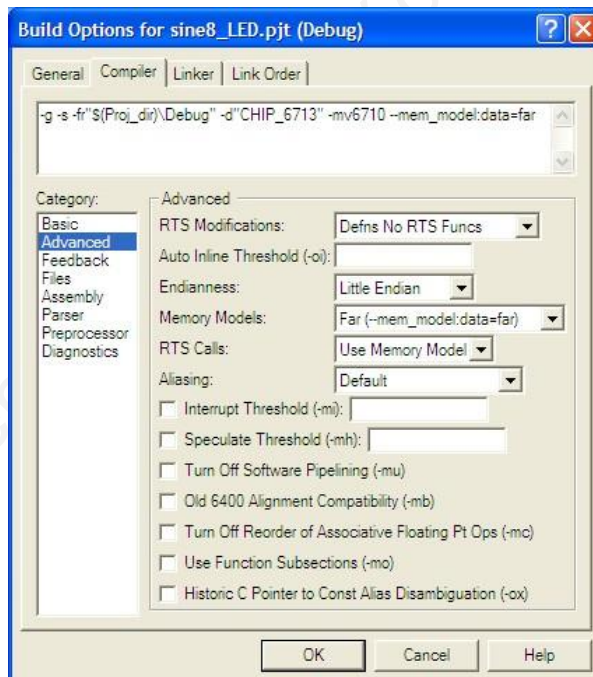 Build Options for sine8_LED.pjt (Debug)
General Compiler Linker Link Order
-g -s -fr"$(Proj_dir)\Debug" -d"CHIP_6713" -mv6710 --mem_model:data=far
Category:
Basic
Advanced
Feedback
Files
Assembly
Parser
Preprocessor
Diagnostics
Advanced
RTS Modifications: Defns No RTS Funcs
Auto Inline Threshold (-oi):
Endianness: Little Endian
Memory Models: Far (--mem_model:data=far)
RTS Calls: Use Memory Model
Aliasing: Default
Interrupt Threshold (-mi):
Speculate Threshold (-mh):
Turn Off Software Pipelining (-mu)
Old 6400 Alignment Compatibility (-mb)
Turn Off Reorder of Associative Floating Pt Ops (-mc)
Use Function Subsections (-mo)
Historic C Pointer to Const Alias Disambiguation (-ox)
OK Cancel Help